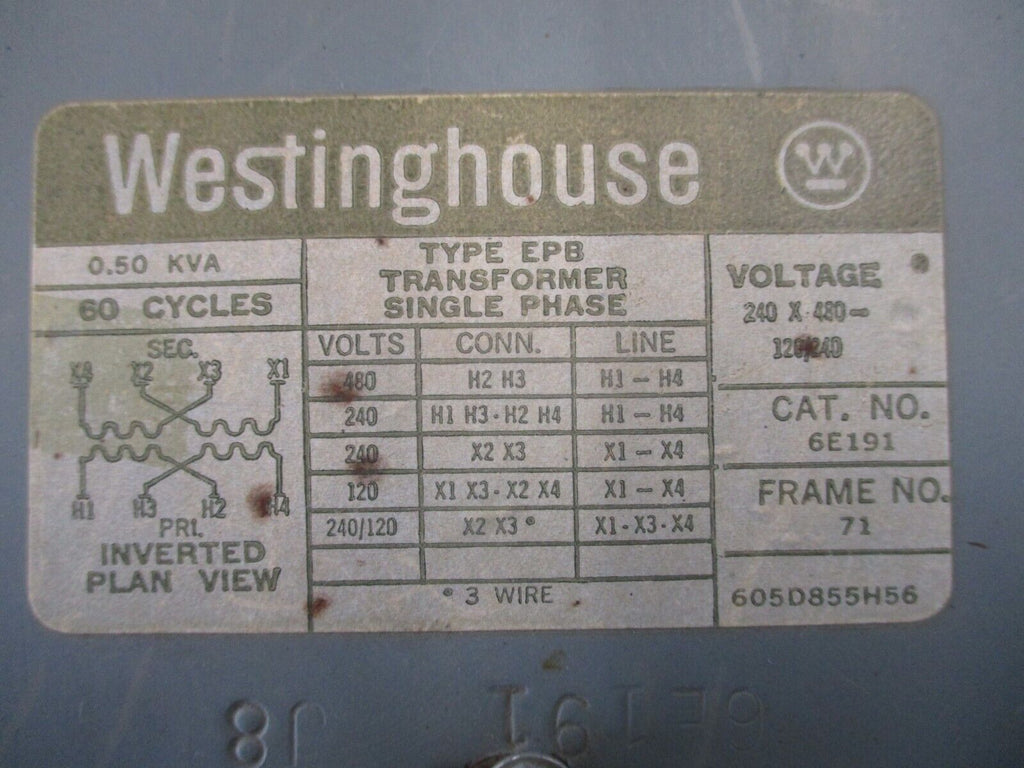 Westinghouse
W
0.50 KVA
60 CYCLES
SEC.
X4 X2 X3 X1
H1 H3 H2 H4
PRI.
INVERTED
PLAN VIEW
TYPE EPB
TRANSFORMER
SINGLE PHASE
VOLTS CONN. LINE
480 H2 H3 H1 - H4
240 H1 H3 - H2 H4 H1 - H4
240 X2 X3 X1 - X4
120 X1 X3 - X2 X4 X1 - X4
240/120 X2 X3 * X1 - X3 - X4
* 3 WIRE
VOLTAGE
240 X 480 -
120/240
CAT. NO.
6E191
FRAME NO.
71
605D855H56
6E191 J8